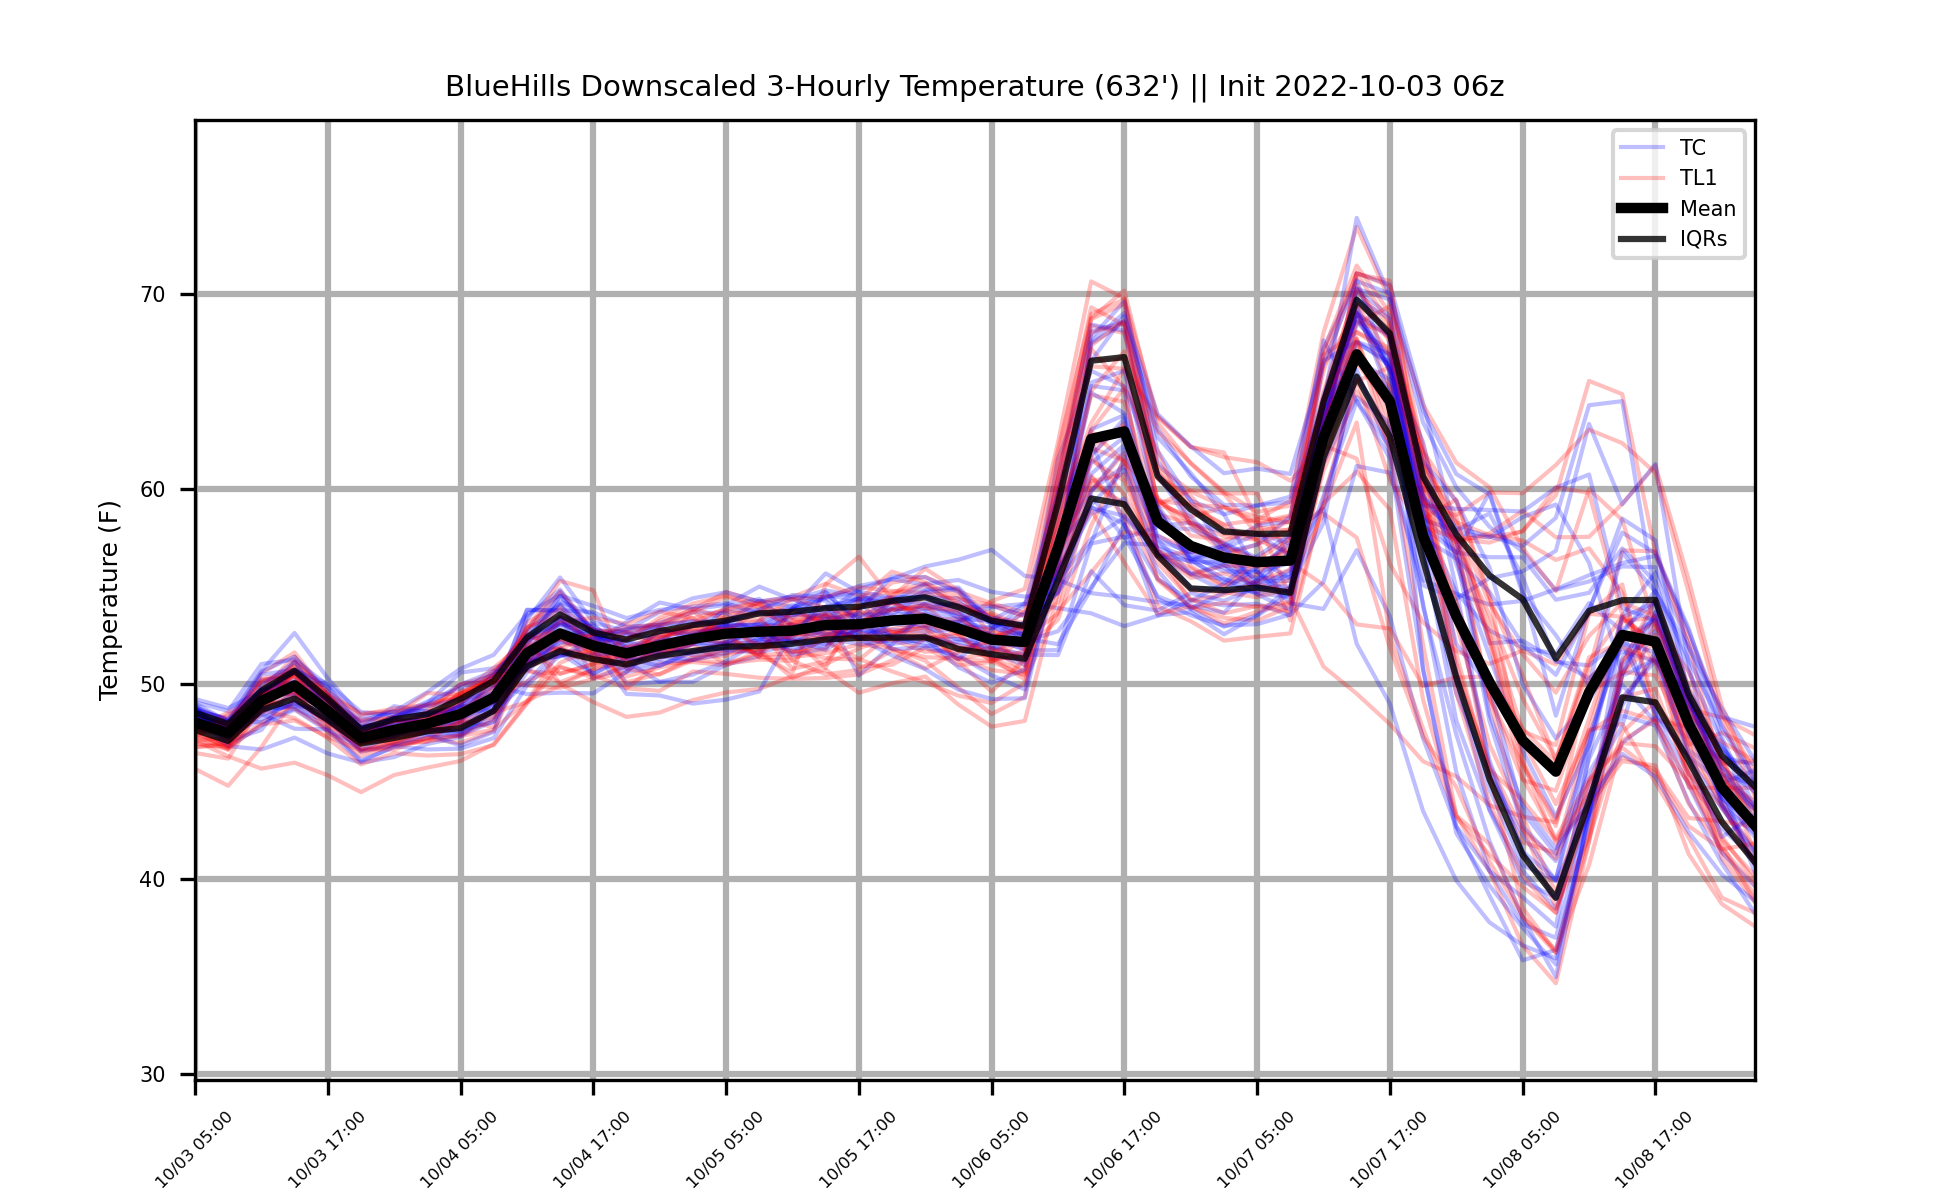 BlueHills Downscaled 3-Hourly Temperature (632') || Init 2022-10-03 06z
TC
TL1
Mean
IQRs
Temperature (F)
70
60
50
40
30
10/03 05:00
10/03 17:00
10/04 05:00
10/04 17:00
10/05 05:00
10/05 17:00
10/06 05:00
10/06 17:00
10/07 05:00
10/07 17:00
10/08 05:00
10/08 17:00